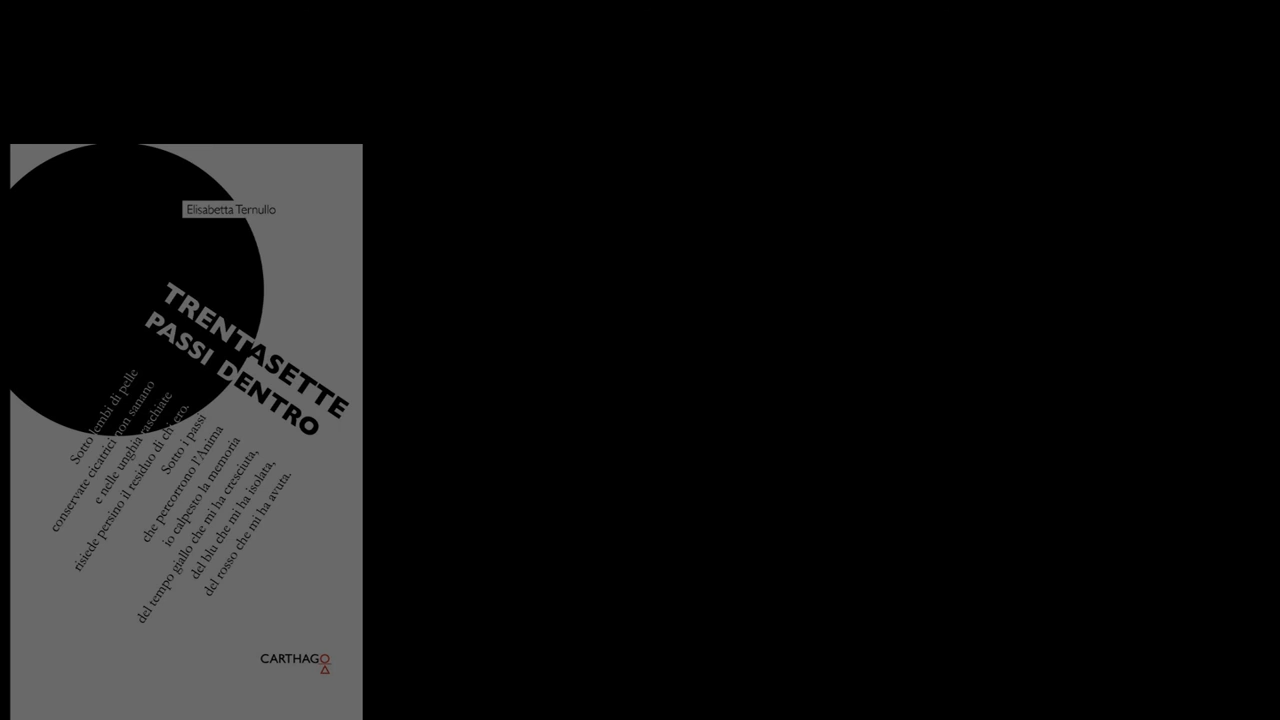 Elisabetta Ternullo
TRENTASETTE
PASSI DENTRO
Sotto lembi di pelle
conservate cicatrici non sanano
e nelle unghia raschiate
risiede persino il residuo di chi ero.
Sotto i passi
che percorrono l'Anima
io calpesto la memoria
del tempo giallo che mi ha cresciuta,
del blu che mi ha isolata,
del rosso che mi ha avuta.
CARTHAGO